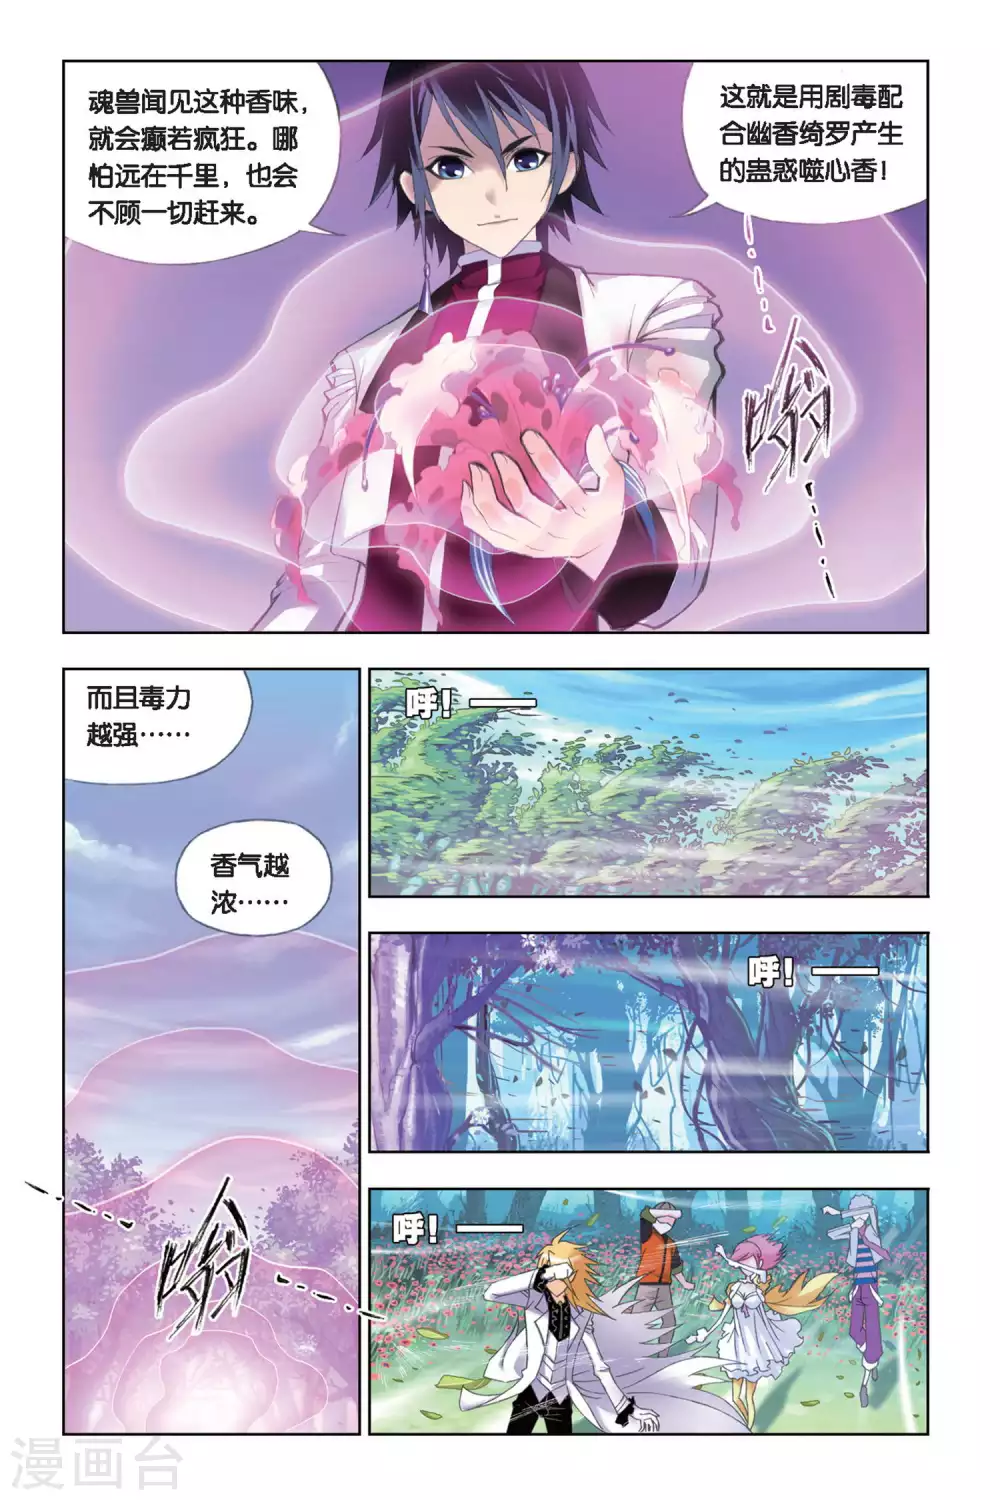 魂兽闻见这种香味，
就会癫若疯狂。哪
怕远在千里，也会
不顾一切赶来。
这就是用剧毒配
合幽香绮罗产生
的蛊惑噬心香！
嗡
而且毒力
越强……
香气越
浓……
嗡
呼！——
呼！——
呼！——
漫画台